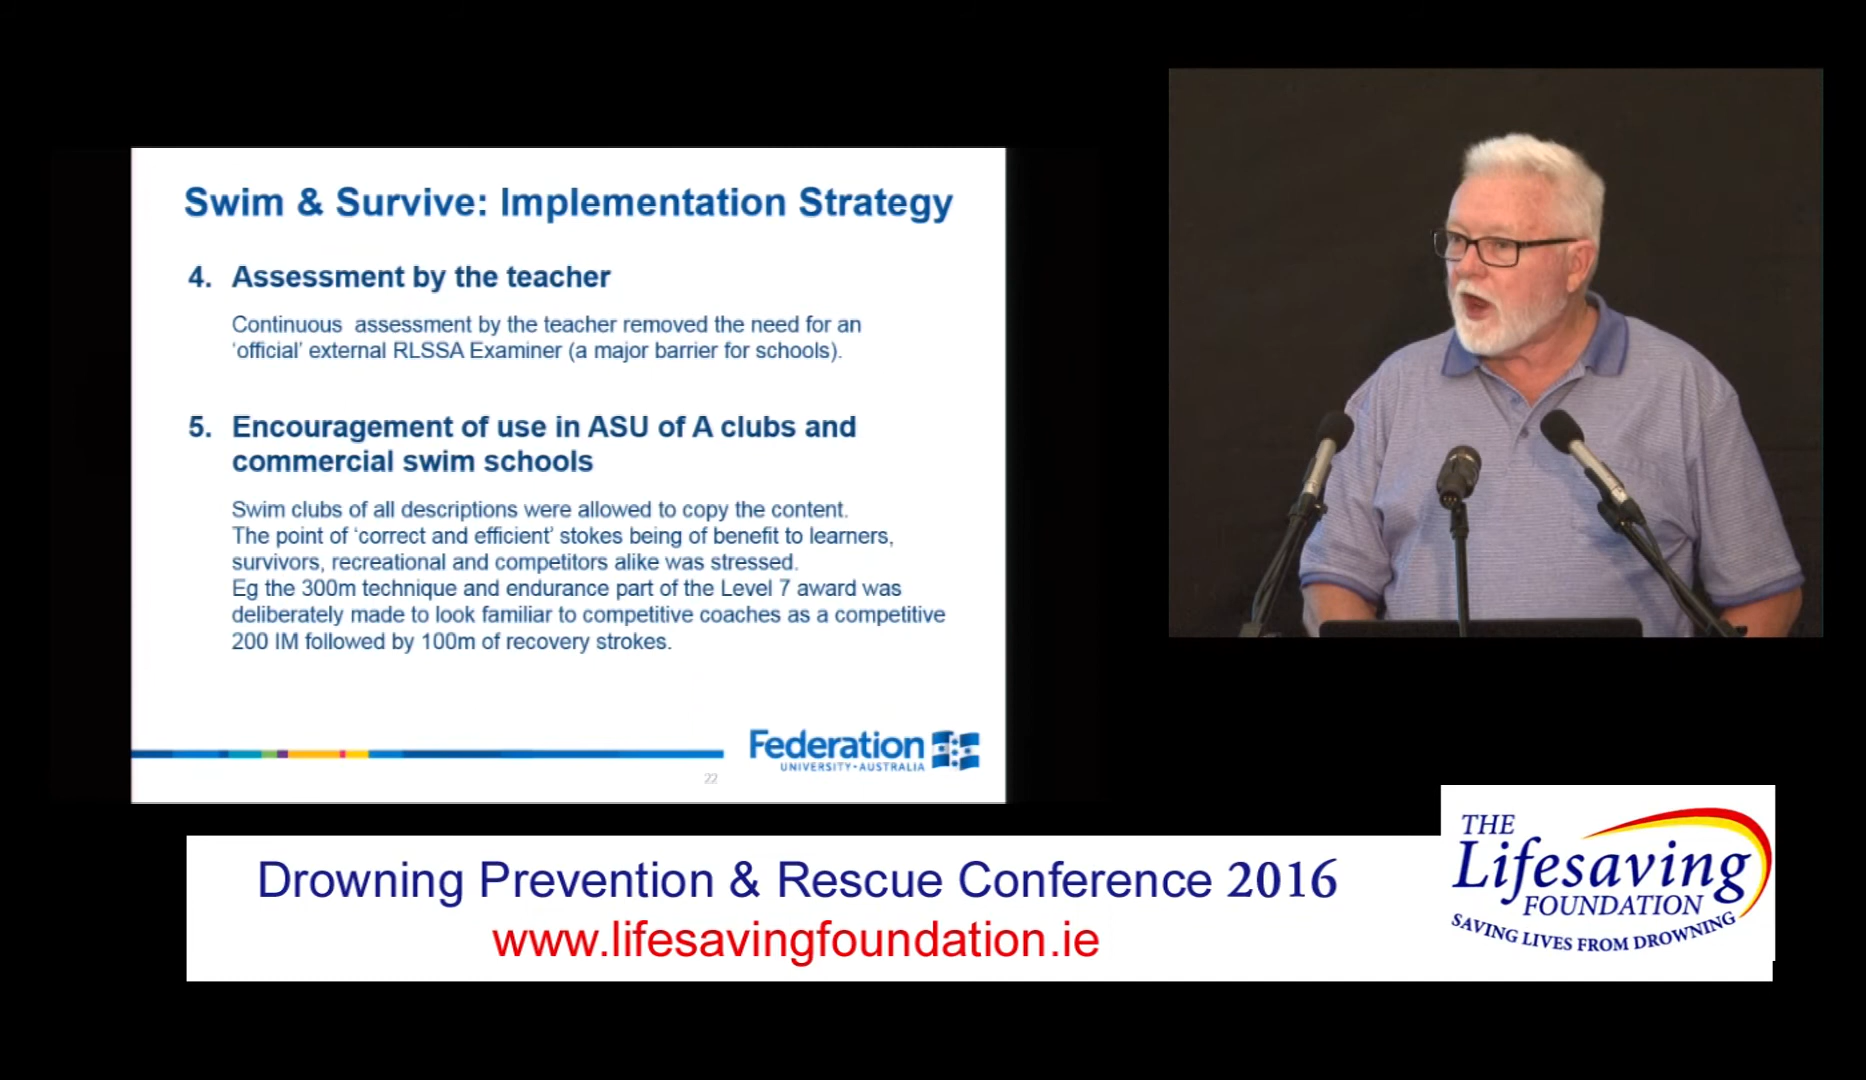 Swim & Survive: Implementation Strategy
4. Assessment by the teacher
Continuous assessment by the teacher removed the need for an
‘official’ external RLSSA Examiner (a major barrier for schools).
5. Encouragement of use in ASU of A clubs and
commercial swim schools
Swim clubs of all descriptions were allowed to copy the content.
The point of ‘correct and efficient’ stokes being of benefit to learners,
survivors, recreational and competitors alike was stressed.
Eg the 300m technique and endurance part of the Level 7 award was
deliberately made to look familiar to competitive coaches as a competitive
200 IM followed by 100m of recovery strokes.
Federation
UNIVERSITY • AUSTRALIA
22
Drowning Prevention & Rescue Conference 2016
www.lifesavingfoundation.ie
THE
Lifesaving
FOUNDATION
SAVING LIVES FROM DROWNING